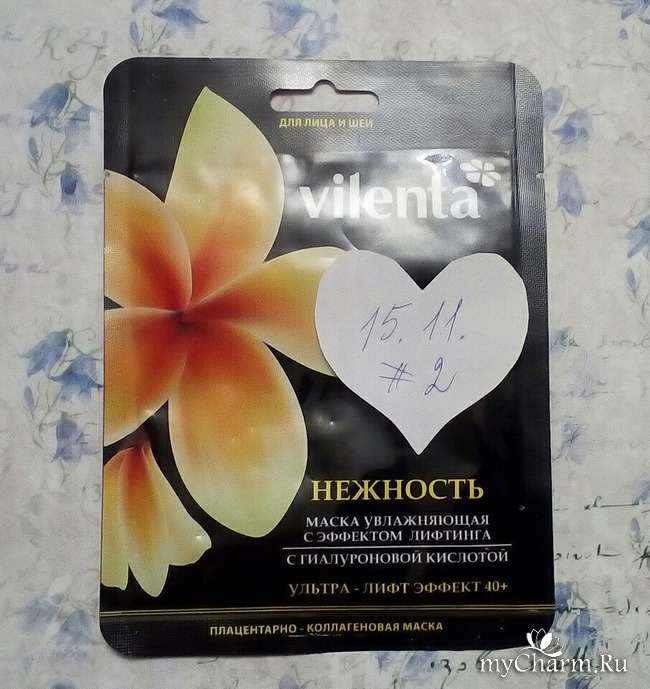 ДЛЯ ЛИЦА И ШЕИ
vilenta
15.11.
# 2
НЕЖНОСТЬ
МАСКА УВЛАЖНЯЮЩАЯ
С ЭФФЕКТОМ ЛИФТИНГА
С ГИАЛУРОНОВОЙ КИСЛОТОЙ
УЛЬТРА - ЛИФТ ЭФФЕКТ 40+
ПЛАЦЕНТАРНО - КОЛЛАГЕНОВАЯ МАСКА
myCharm.Ru